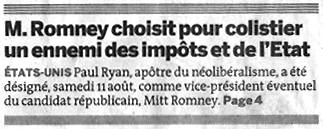 M. Romney choisit pour colistier
un ennemi des impôts et de l'Etat
ÉTATS-UNIS Paul Ryan, apôtre du néolibéralisme, a été
désigné, samedi 11 août, comme vice-président éventuel
du candidat républicain, Mitt Romney. Page 4